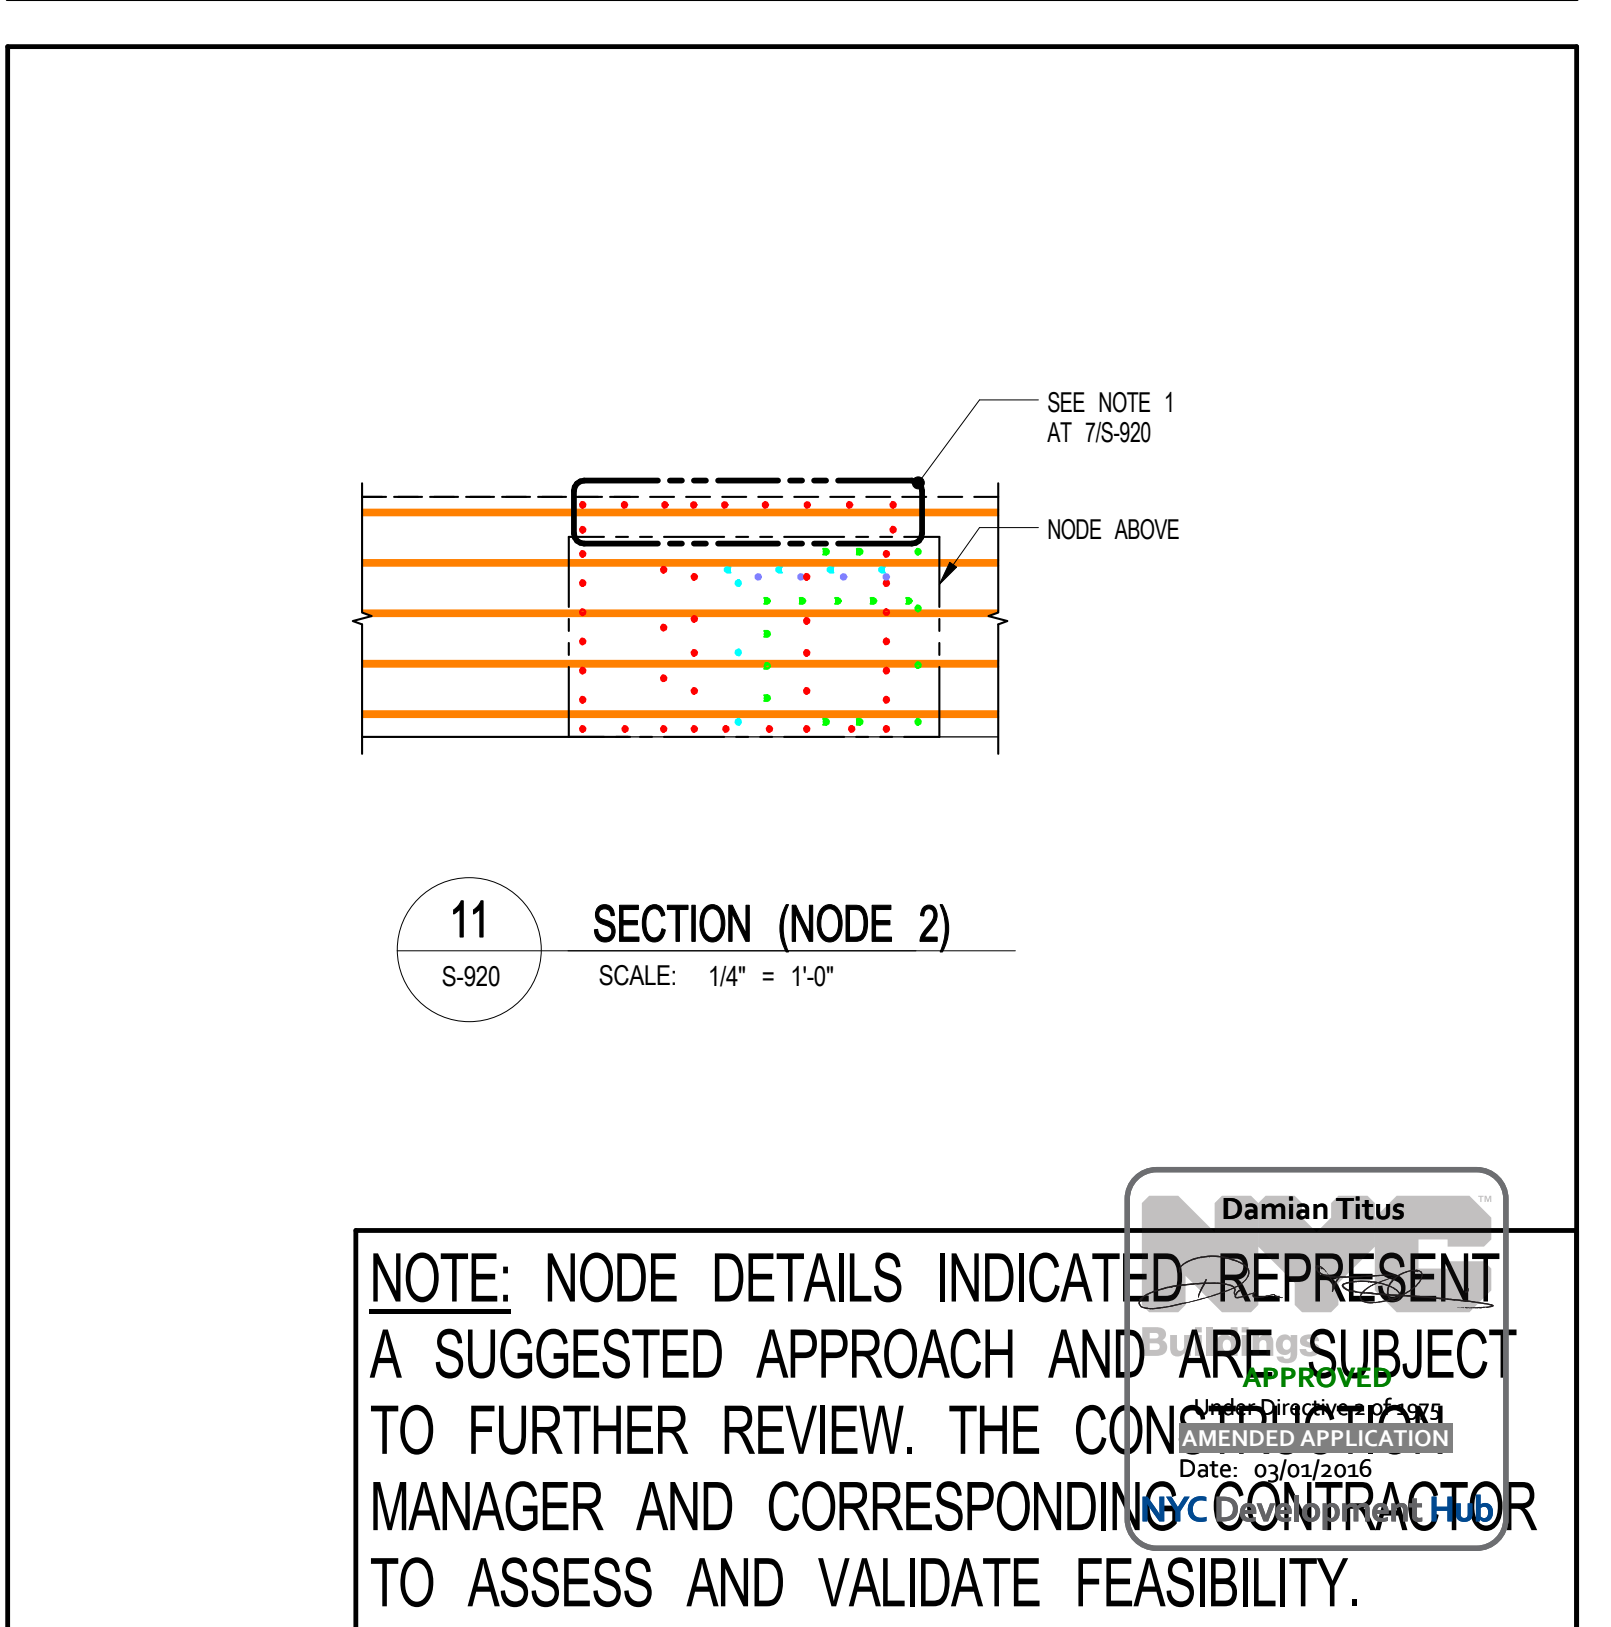 SEE NOTE 1
AT 7/S-920
NODE ABOVE
11
S-920
SECTION (NODE 2)
SCALE: 1/4" = 1'-0"
NOTE: NODE DETAILS INDICATED REPRESENT
A SUGGESTED APPROACH AND ARE SUBJECT
TO FURTHER REVIEW. THE CONSTRUCTION
MANAGER AND CORRESPONDING CONTRACTOR
TO ASSESS AND VALIDATE FEASIBILITY.
NYC™
Damian Titus
Buildings
APPROVED
Under Directive 2 of 1975
AMENDED APPLICATION
Date: 03/01/2016
NYC Development Hub